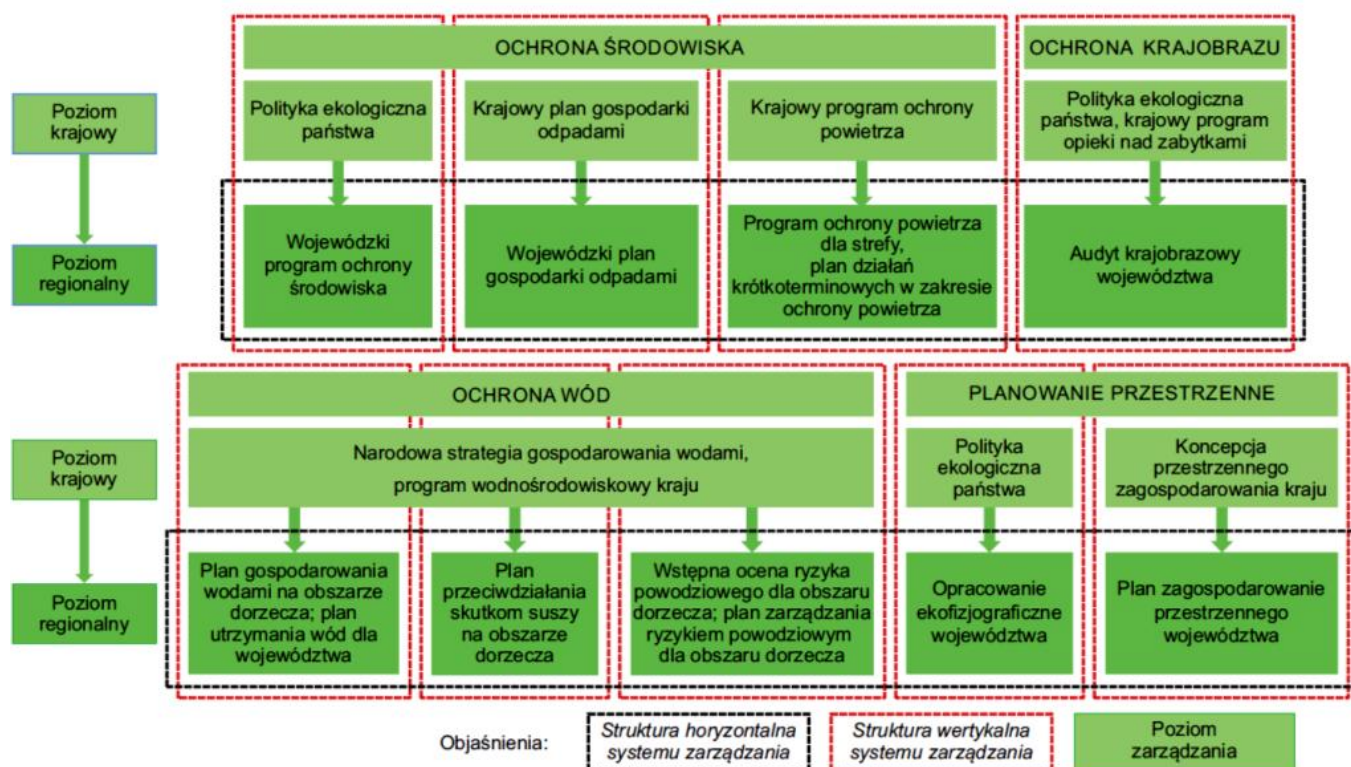 OCHRONA ŚRODOWISKA
OCHRONA KRAJOBRAZU
Poziom
krajowy
Polityka ekologiczna
państwa
Krajowy plan gospodarki
odpadami
Krajowy program ochrony
powietrza
Polityka ekologiczna
państwa, krajowy program
opieki nad zabytkami
Poziom
regionalny
Wojewódzki
program ochrony
środowiska
Wojewódzki plan
gospodarki odpadami
Program ochrony powietrza
dla strefy,
plan działań
krótkoterminowych w zakresie
ochrony powietrza
Audyt krajobrazowy
województwa
OCHRONA WÓD
PLANOWANIE PRZESTRZENNE
Poziom
krajowy
Narodowa strategia gospodarowania wodami,
program wodnośrodowiskowy kraju
Polityka
ekologiczna
państwa
Koncepcja
przestrzennego
zagospodarowania kraju
Poziom
regionalny
Plan gospodarowania
wodami na obszarze
dorzecza; plan
utrzymania wód dla
województwa
Plan
przeciwdziałania
skutkom suszy
na obszarze
dorzecza
Wstępna ocena ryzyka
powodziowego dla obszaru
dorzecza; plan zarządzania
ryzykiem powodziowym
dla obszaru dorzecza
Opracowanie
ekofizjograficzne
województwa
Plan zagospodarowanie
przestrzennego
województwa
Objaśnienia:
Struktura horyzontalna
systemu zarządzania
Struktura wertykalna
systemu zarządzania
Poziom
zarządzania